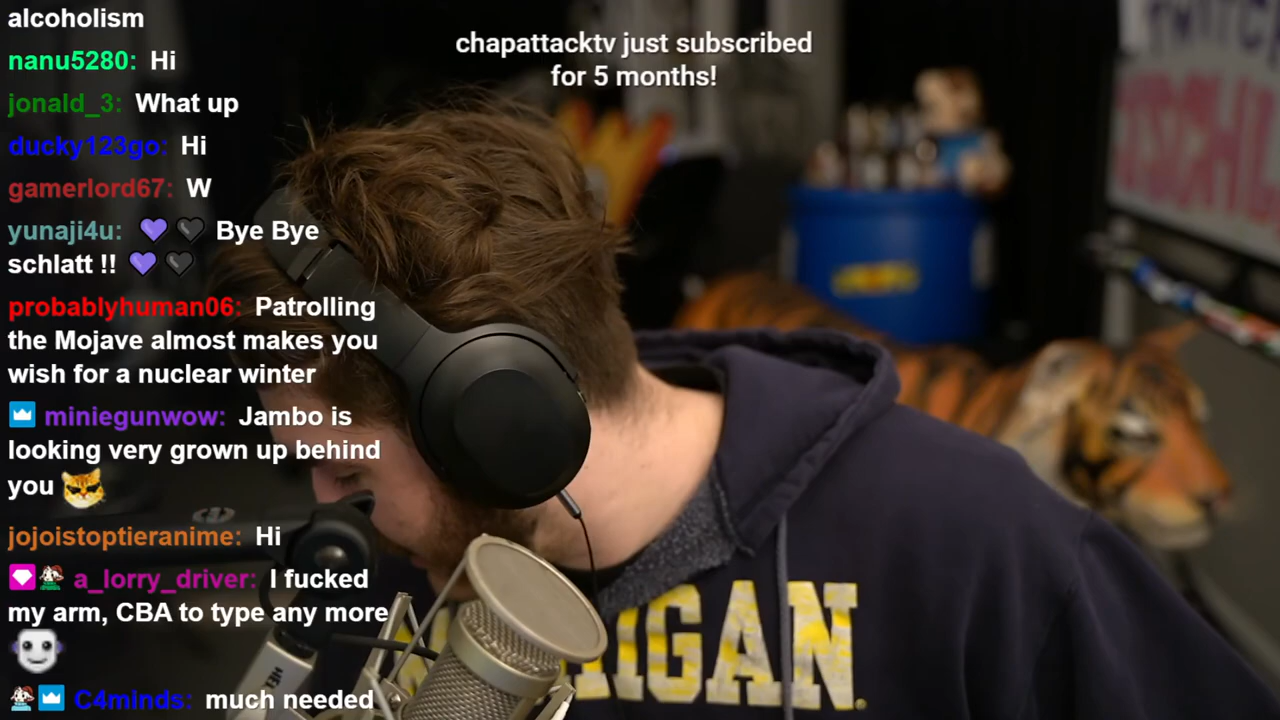 alcoholism
nanu5280: Hi
jonald_3: What up
ducky123go: Hi
gamerlord67: W
yunaji4u: 💜 🖤 Bye Bye
schlatt !! 💜 🖤
probablyhuman06: Patrolling
the Mojave almost makes you
wish for a nuclear winter
miniegunwow: Jambo is
looking very grown up behind
you
jojoistoptieranime: Hi
a_lorry_driver: I fucked
my arm, CBA to type any more
C4minds: much needed
chapattacktv just subscribed
for 5 months!
IGAN